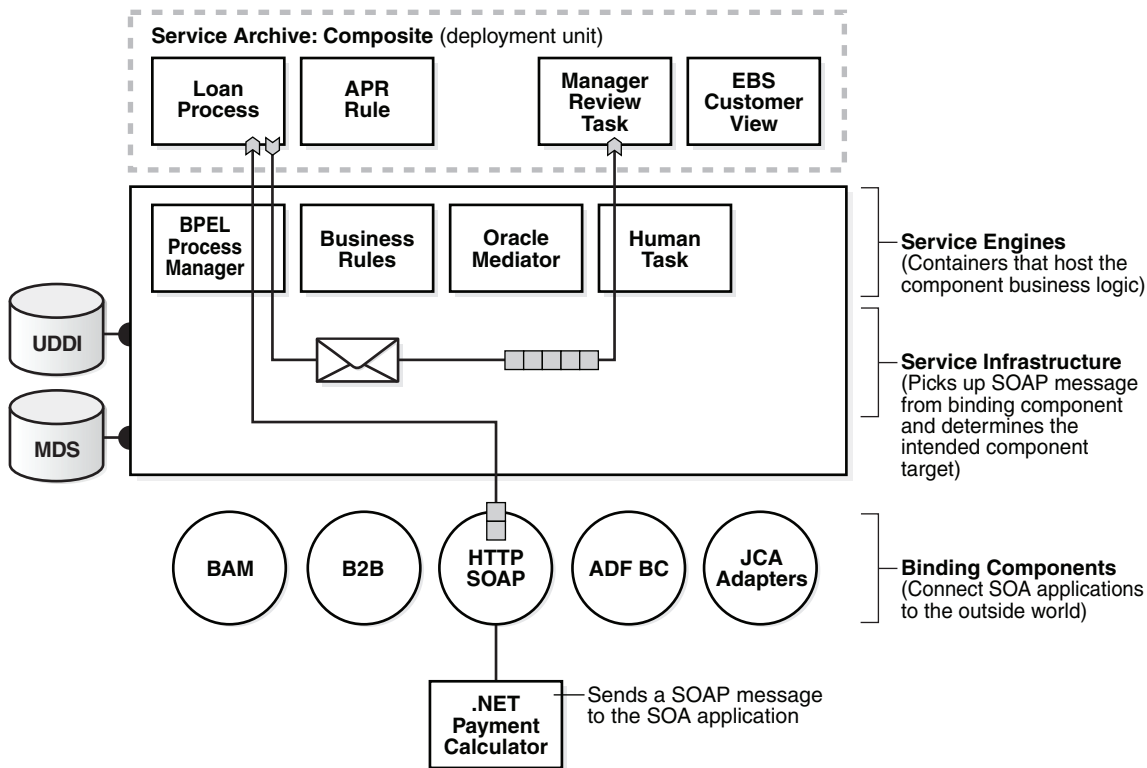 Service Archive: Composite (deployment unit)
Loan
Process
APR
Rule
Manager
Review
Task
EBS
Customer
View
BPEL
Process
Manager
Business
Rules
Oracle
Mediator
Human
Task
Service Engines
(Containers that host the
component business logic)
UDDI
MDS
Service Infrastructure
(Picks up SOAP message
from binding component
and determines the
intended component
target)
BAM
B2B
HTTP
SOAP
ADF BC
JCA
Adapters
Binding Components
(Connect SOA applications
to the outside world)
.NET
Payment
Calculator
Sends a SOAP message
to the SOA application